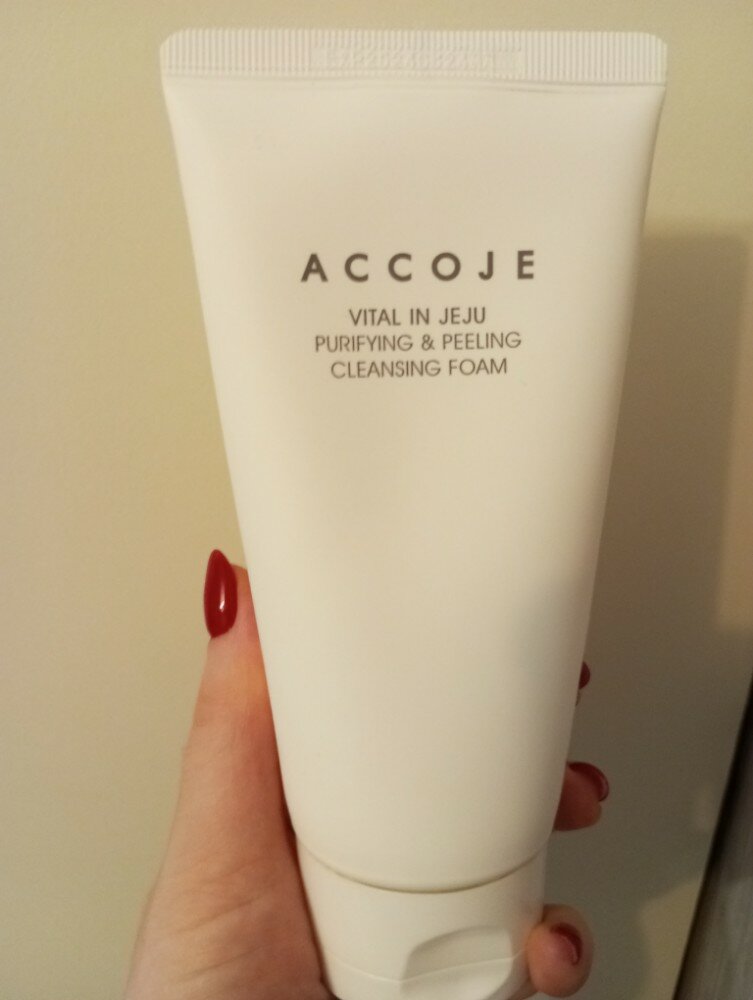 ACCOJE
VITAL IN JEJU
PURIFYING & PEELING
CLEANSING FOAM